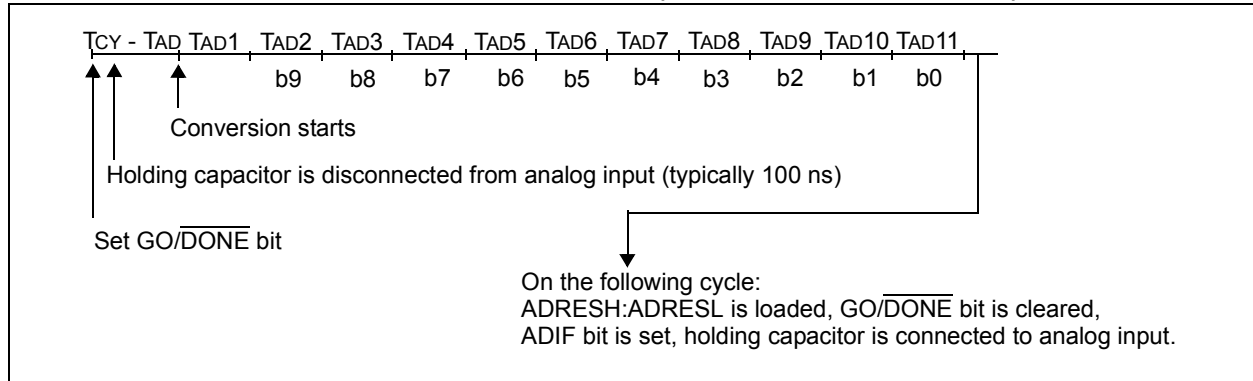 TCY - TAD TAD1 TAD2 TAD3 TAD4 TAD5 TAD6 TAD7 TAD8 TAD9 TAD10 TAD11
b9 b8 b7 b6 b5 b4 b3 b2 b1 b0
Conversion starts
Holding capacitor is disconnected from analog input (typically 100 ns)
Set GO/D̅O̅N̅E̅ bit
On the following cycle:
ADRESH:ADRESL is loaded, GO/D̅O̅N̅E̅ bit is cleared,
ADIF bit is set, holding capacitor is connected to analog input.